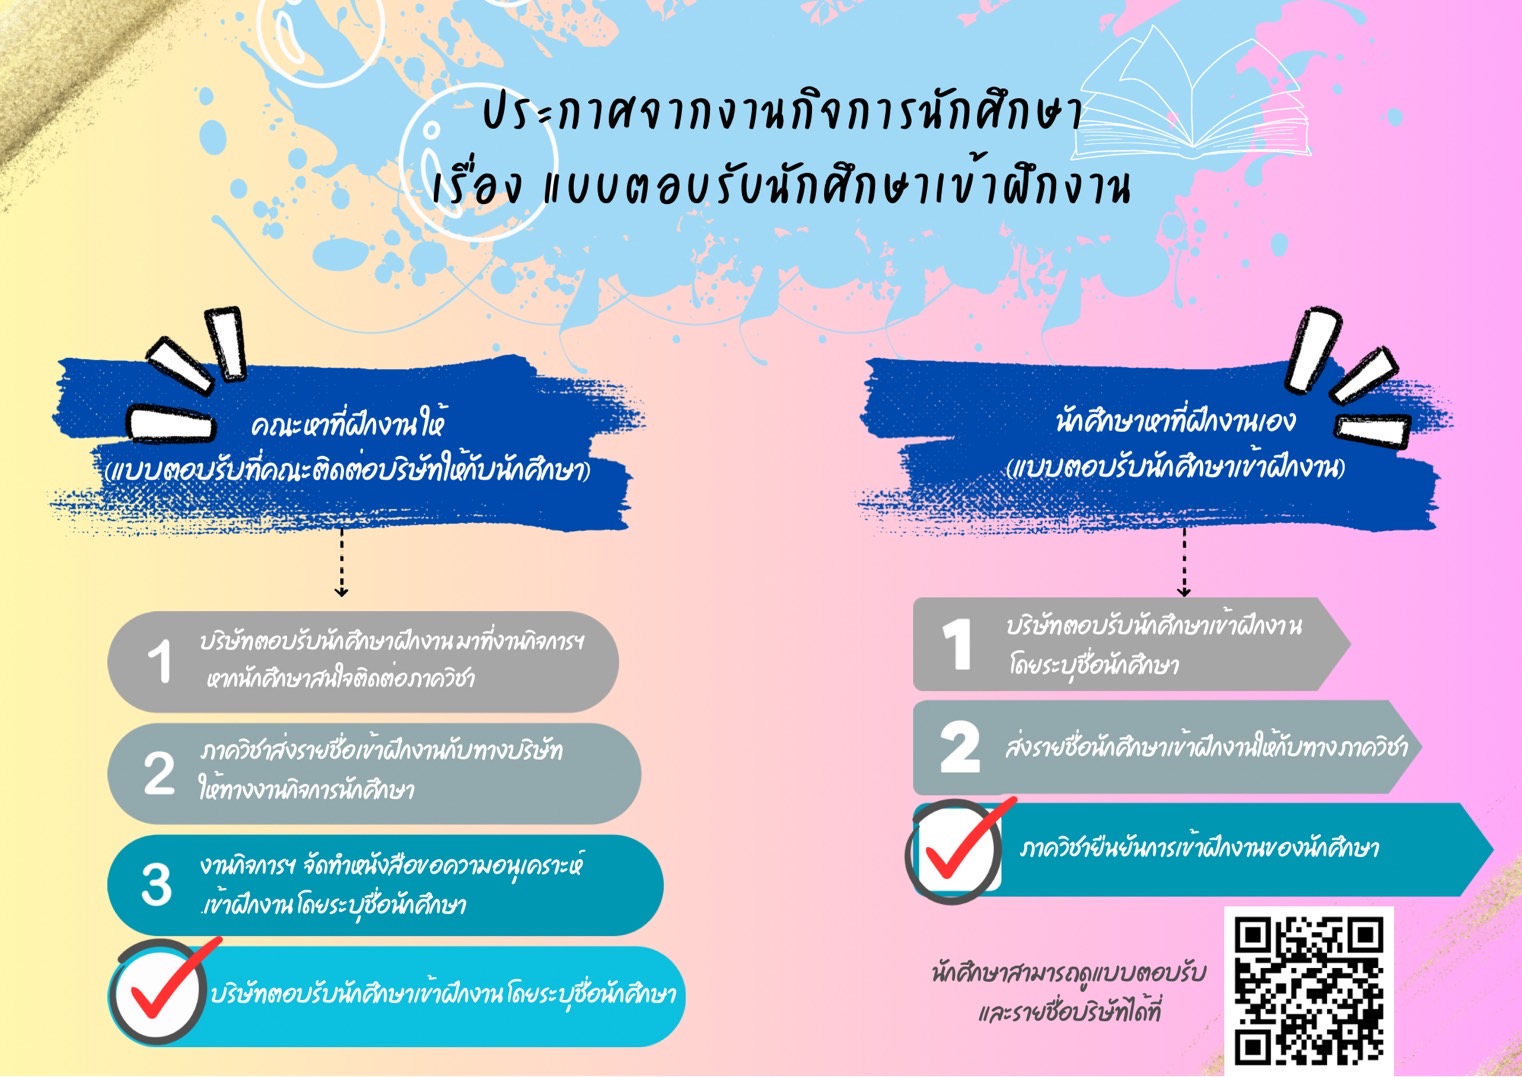 ประกาศจากงานกิจการนักศึกษา
เรื่อง แบบตอบรับนักศึกษาเข้าฝึกงาน
คณะหาที่ฝึกงานให้
(แบบตอบรับที่คณะติดต่อบริษัทให้กับนักศึกษา)
1
บริษัทตอบรับนักศึกษาฝึกงาน มาที่งานกิจการฯ
หากนักศึกษาสนใจติดต่อภาควิชา
2
ภาควิชาส่งรายชื่อเข้าฝึกงานกับทางบริษัท
ให้ทางงานกิจการนักศึกษา
3
งานกิจการฯ จัดทำหนังสือขอความอนุเคราะห์
.เข้าฝึกงาน โดยระบุชื่อนักศึกษา
บริษัทตอบรับนักศึกษาเข้าฝึกงาน โดยระบุชื่อนักศึกษา
นักศึกษาหาที่ฝึกงานเอง
(แบบตอบรับนักศึกษาเข้าฝึกงาน)
1
บริษัทตอบรับนักศึกษาเข้าฝึกงาน
โดยระบุชื่อนักศึกษา
2
ส่งรายชื่อนักศึกษาเข้าฝึกงานให้กับทางภาควิชา
ภาควิชายืนยันการเข้าฝึกงานของนักศึกษา
นักศึกษาสามารถดูแบบตอบรับ
และรายชื่อบริษัทได้ที่